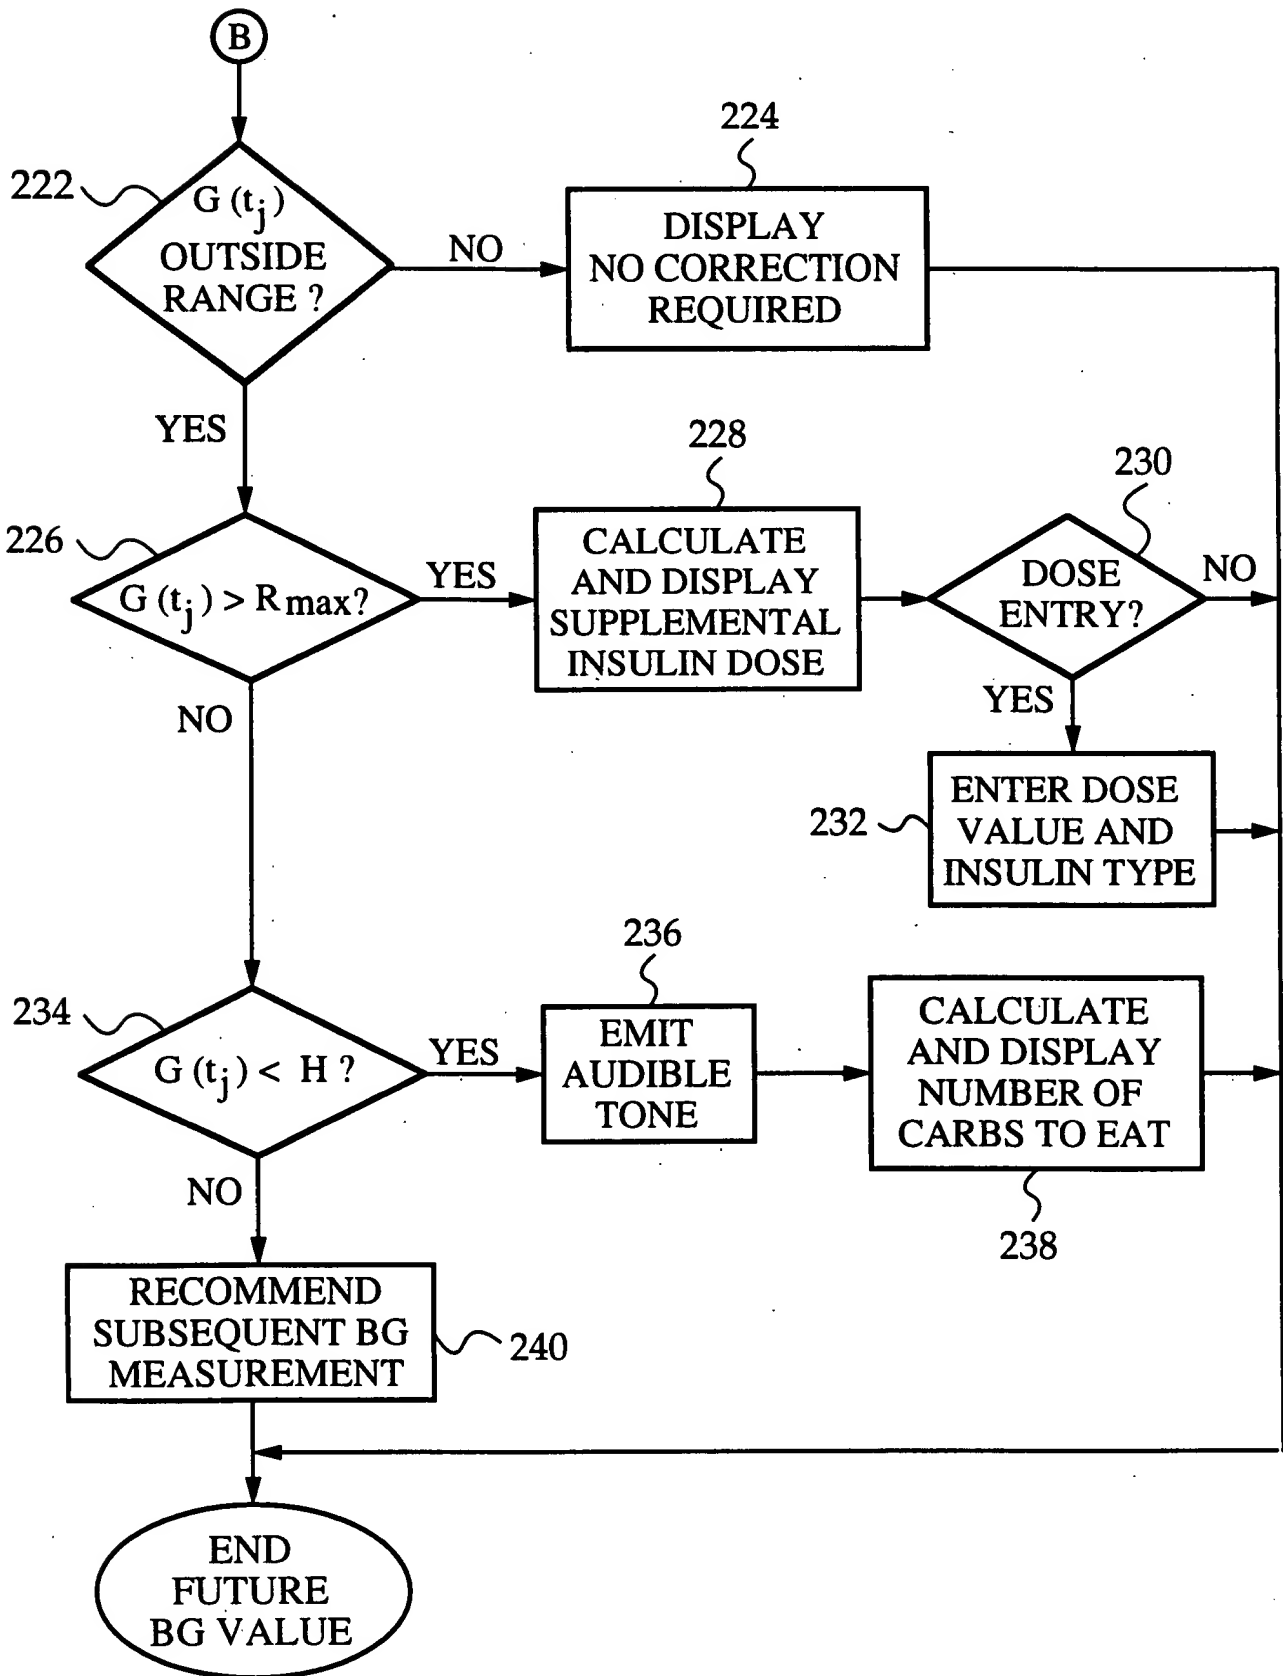 B
224
222
G (tj)
OUTSIDE
RANGE ?
NO
DISPLAY
NO CORRECTION
REQUIRED
YES
228
230
226
G (tj) > Rmax?
YES
CALCULATE
AND DISPLAY
SUPPLEMENTAL
INSULIN DOSE
DOSE
ENTRY?
NO
YES
NO
232
ENTER DOSE
VALUE AND
INSULIN TYPE
236
234
G (tj) < H ?
YES
EMIT
AUDIBLE
TONE
CALCULATE
AND DISPLAY
NUMBER OF
CARBS TO EAT
NO
238
RECOMMEND
SUBSEQUENT BG
MEASUREMENT
240
END
FUTURE
BG VALUE